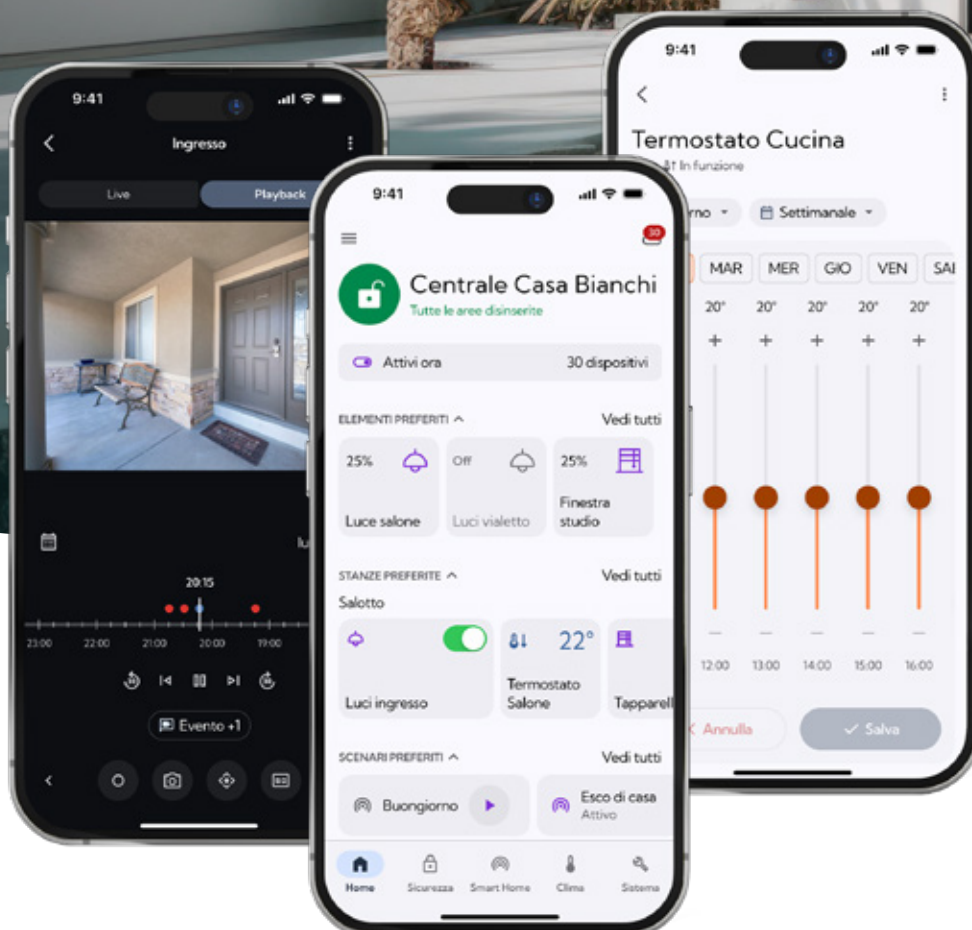 9:41
Ingresso
Live
Playback
20:15
23:00 22:00 21:00 20:00 19:00
Evento +1
9:41
30
Centrale Casa Bianchi
Tutte le aree disinserite
Attivi ora 30 dispositivi
ELEMENTI PREFERITI Vedi tutti
25% Off 25%
Luce salone Luci vialetto Finestra
studio
STANZE PREFERITE Vedi tutti
Salotto
22°
Luci ingresso Termostato
Salone
Tapparell
SCENARI PREFERITI Vedi tutti
Buongiorno Esco di casa
Attivo
Home Sicurezza Smart Home Clima Sistema
9:41
Termostato Cucina
In funzione
Settimanale
MAR MER GIO VEN
20° 20° 20° 20° 20°
12:00 13:00 14:00 15:00 16:00
Annulla Salva